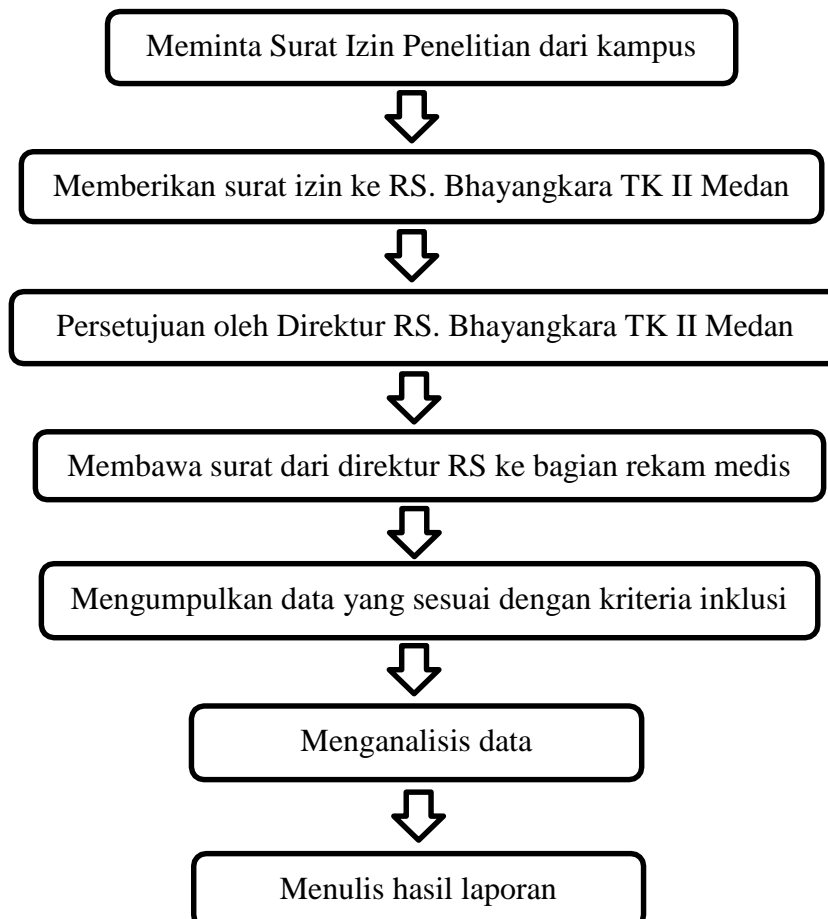 Meminta Surat Izin Penelitian dari kampus
Memberikan surat izin ke RS. Bhayangkara TK II Medan
Persetujuan oleh Direktur RS. Bhayangkara TK II Medan
Membawa surat dari direktur RS ke bagian rekam medis
Mengumpulkan data yang sesuai dengan kriteria inklusi
Menganalisis data
Menulis hasil laporan